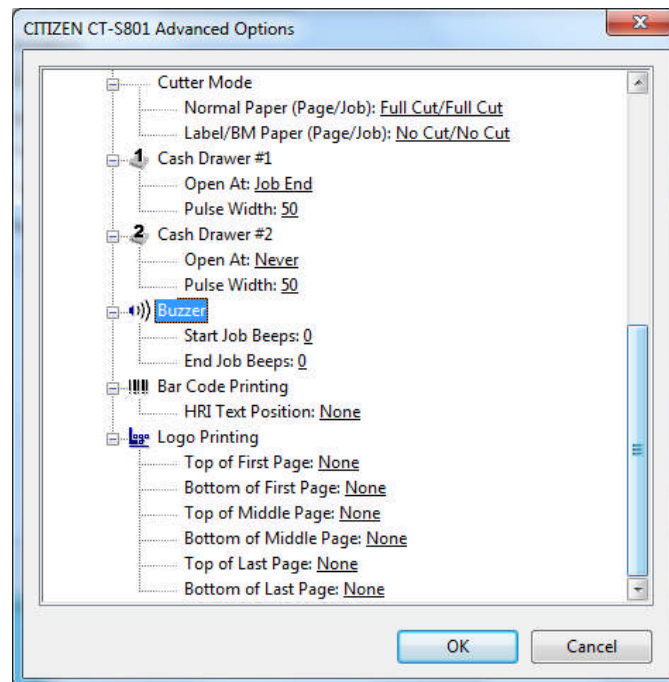 CITIZEN CT-S801 Advanced Options
Cutter Mode
Normal Paper (Page/Job): Full Cut/Full Cut
Label/BM Paper (Page/Job): No Cut/No Cut
1 Cash Drawer #1
Open At: Job End
Pulse Width: 50
2 Cash Drawer #2
Open At: Never
Pulse Width: 50
Buzzer
Start Job Beeps: 0
End Job Beeps: 0
Bar Code Printing
HRI Text Position: None
Logo Printing
Top of First Page: None
Bottom of First Page: None
Top of Middle Page: None
Bottom of Middle Page: None
Top of Last Page: None
Bottom of Last Page: None
OK Cancel